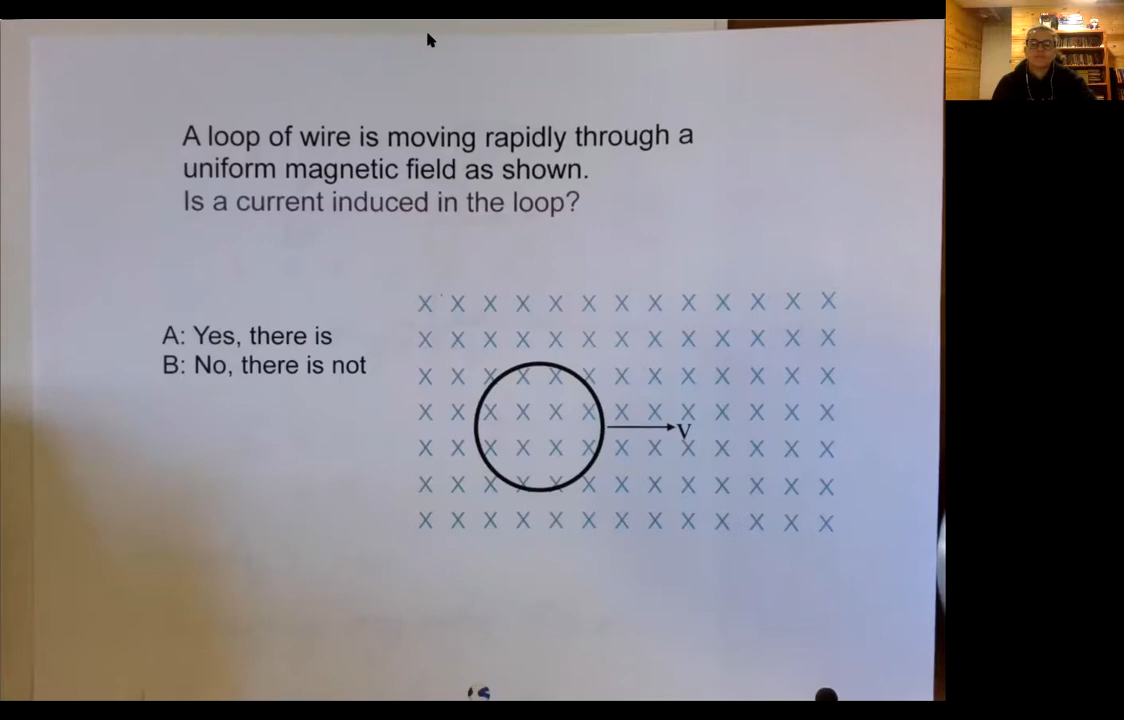 A loop of wire is moving rapidly through a
uniform magnetic field as shown.
Is a current induced in the loop?
A: Yes, there is
B: No, there is not
X X X X X X X X X X X X X
X X X X X X X X X X X X X
X X X X X X X X X X X X X
X X X X X X X X X X X X X
V
X X X X X X X X X X X X X
X X X X X X X X X X X X X
X X X X X X X X X X X X X